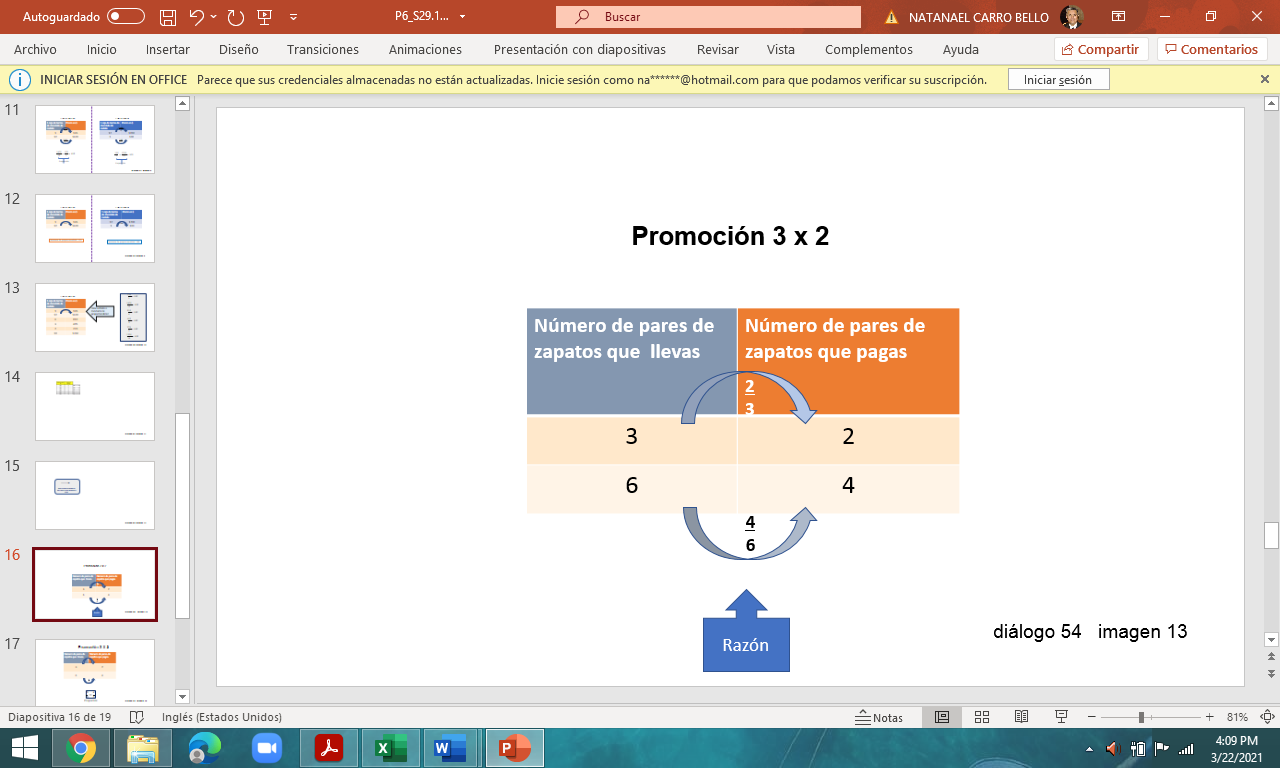 Autoguardado
P6_S29.1...
Buscar
NATANAEL CARRO BELLO
Archivo Inicio Insertar Diseño Transiciones Animaciones Presentación con diapositivas Revisar Vista Complementos Ayuda Compartir Comentarios
INICIAR SESIÓN EN OFFICE Parece que sus credenciales almacenadas no están actualizadas. Inicie sesión como na******@hotmail.com para que podamos verificar su suscripción. Iniciar sesión
11
12
13
14
15
16
17
Promoción 3 x 2
Número de pares de zapatos que llevas
Número de pares de zapatos que pagas
2
3
3 2
6 4
4
6
Razón
diálogo 54 imagen 13
Diapositiva 16 de 19 Inglés (Estados Unidos) Notas 81%
4:09 PM
3/22/2021